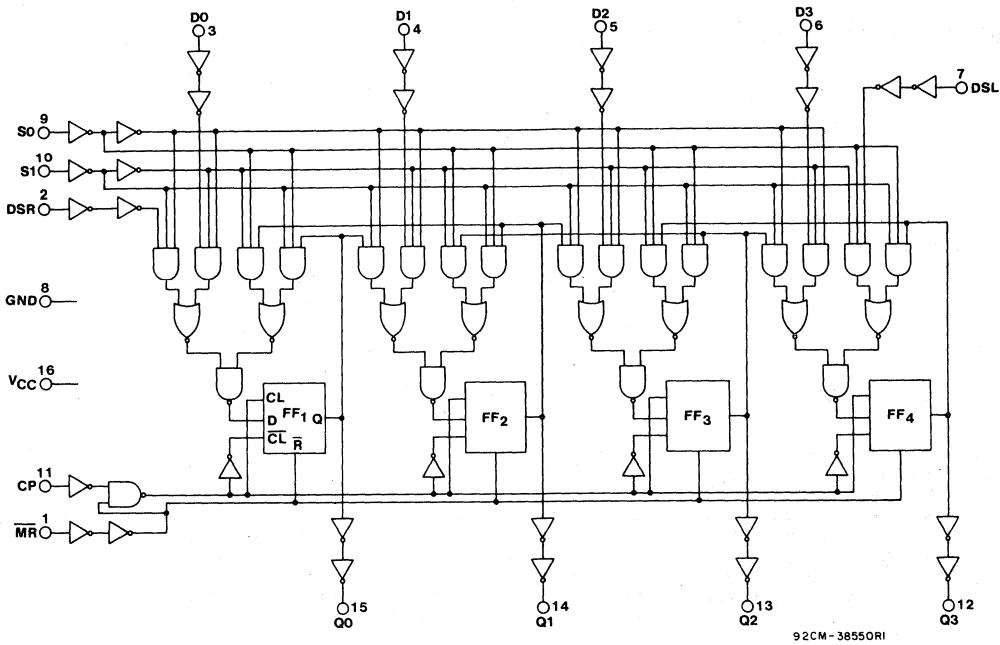 D0
3
D1
4
D2
5
D3
6
7
DSL
9
S0
10
S1
2
DSR
GND 8
VCC 16
CL
D
CL
FF1
Q
R
FF2
FF3
FF4
11
CP
1
MR
15
Q0
14
Q1
13
Q2
12
Q3
92CM-38550RI